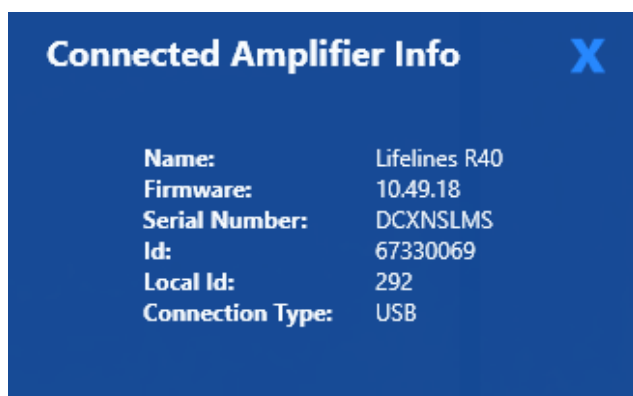 Connected Amplifier Info X
Name: Lifelines R40
Firmware: 10.49.18
Serial Number: DCXNSLMS
Id: 67330069
Local Id: 292
Connection Type: USB